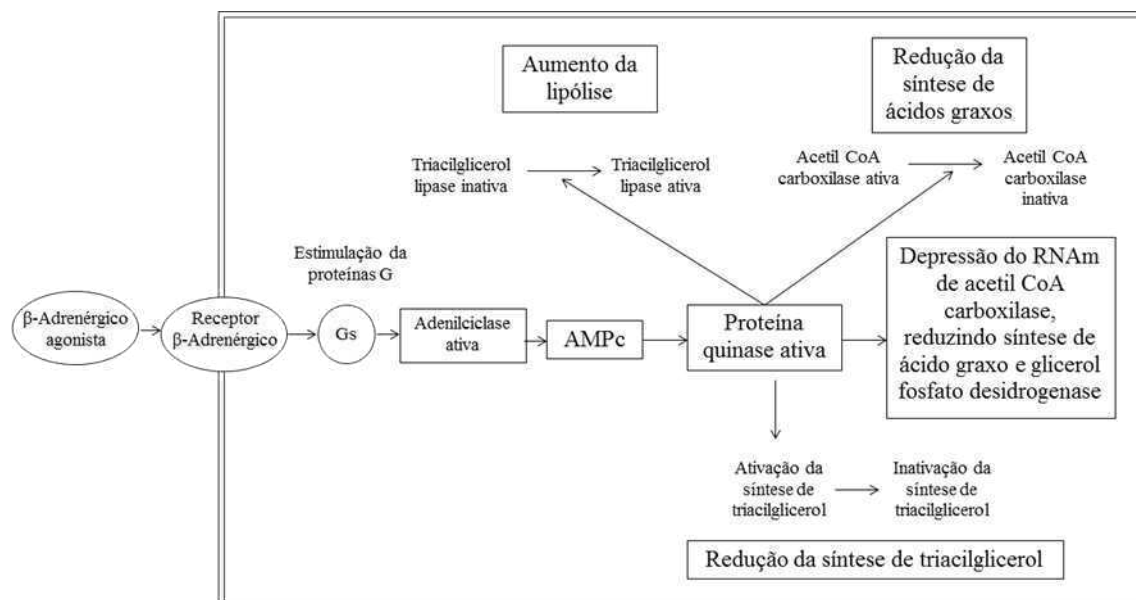 Aumento da
lipólise
Redução da
síntese de
ácidos graxos
Triacilglicerol
lipase inativa
Triacilglicerol
lipase ativa
Acetil CoA
carboxilase ativa
Acetil CoA
carboxilase
inativa
Estimulação da
proteínas G
β-Adrenérgico
agonista
Receptor
β-Adrenérgico
Gs
Adenilciclase
ativa
AMPc
Proteína
quinase ativa
Depressão do RNAm
de acetil CoA
carboxilase,
reduzindo síntese de
ácido graxo e glicerol
fosfato desidrogenase
Ativação da
síntese de
triacilglicerol
Inativação da
síntese de
triacilglicerol
Redução da síntese de triacilglicerol